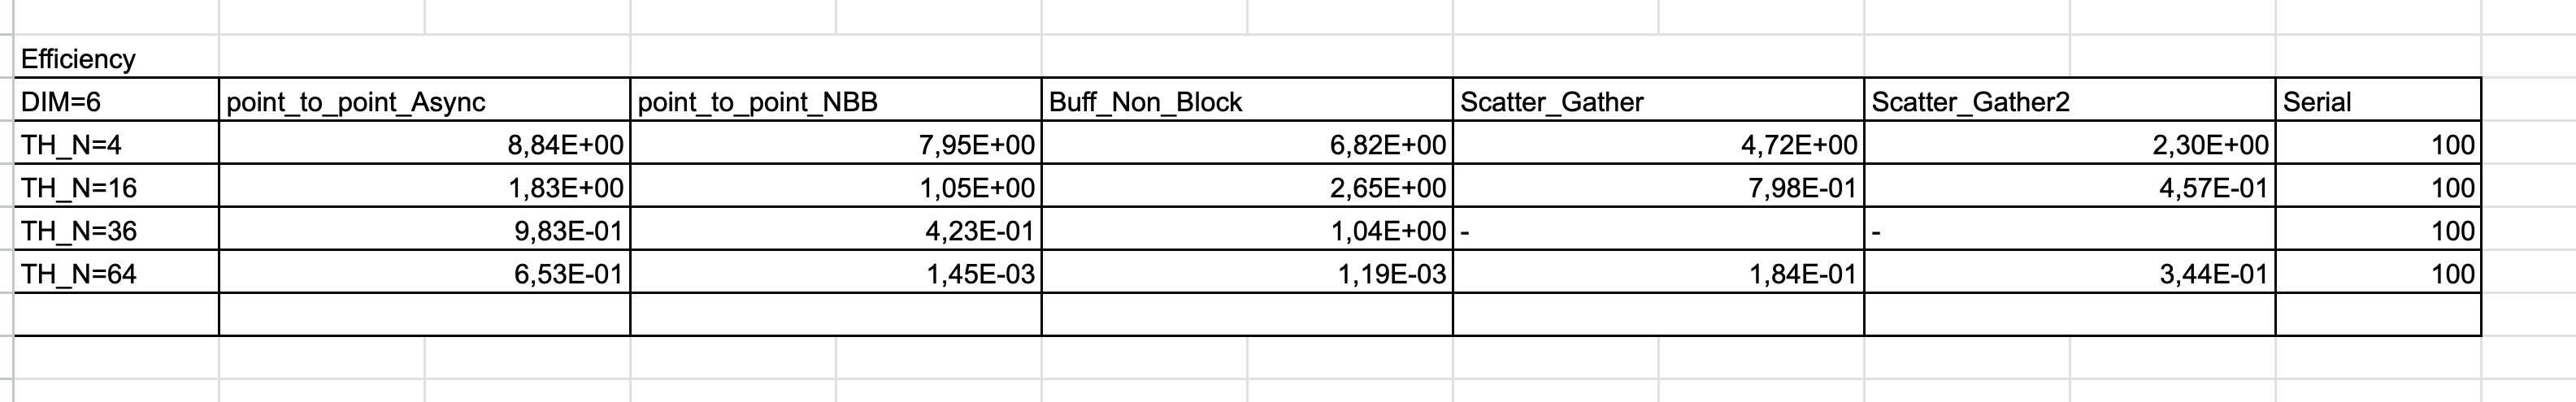 Efficiency
DIM=6 point_to_point_Async point_to_point_NBB Buff_Non_Block Scatter_Gather Scatter_Gather2 Serial
TH_N=4 8,84E+00 7,95E+00 6,82E+00 4,72E+00 2,30E+00 100
TH_N=16 1,83E+00 1,05E+00 2,65E+00 7,98E-01 4,57E-01 100
TH_N=36 9,83E-01 4,23E-01 1,04E+00 - - 100
TH_N=64 6,53E-01 1,45E-03 1,19E-03 1,84E-01 3,44E-01 100